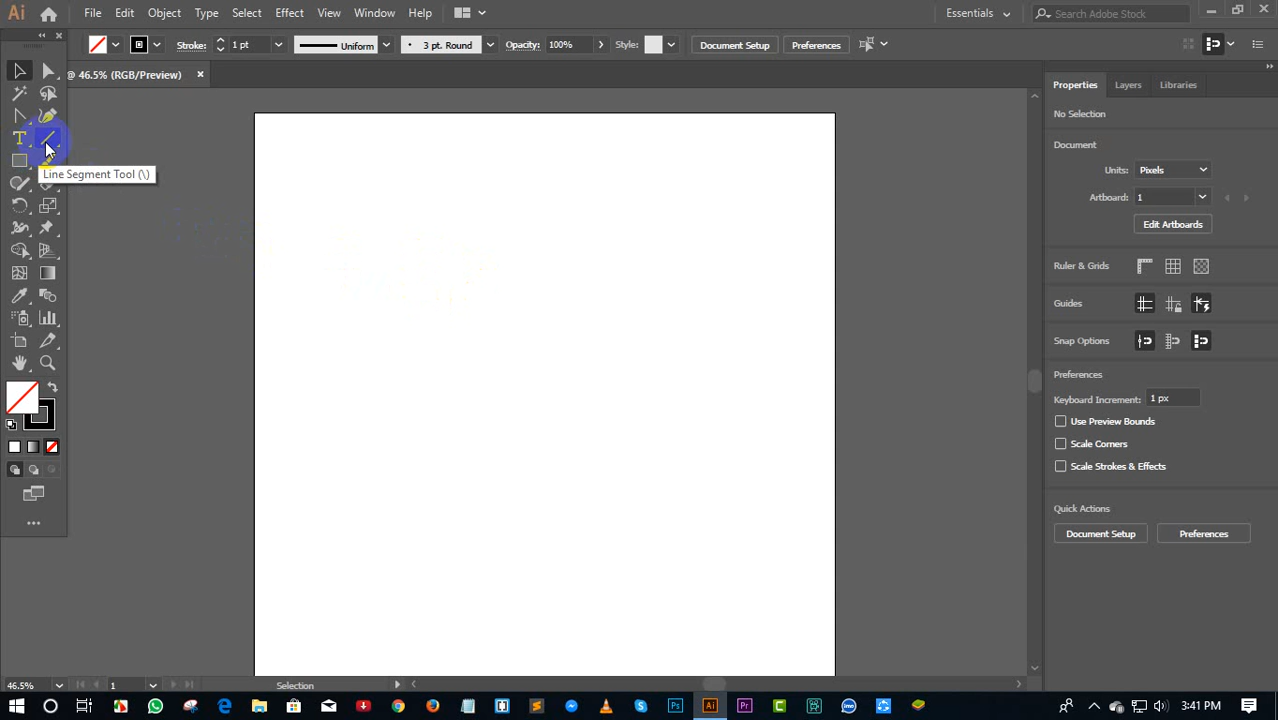 Ai File Edit Object Type Select Effect View Window Help Essentials Search Adobe Stock
Stroke: 1 pt Uniform 3 pt. Round Opacity: 100% Style: Document Setup Preferences
@ 46.5% (RGB/Preview)
Properties Layers Libraries
No Selection
Document
T
Line Segment Tool (\)
Units: Pixels
Artboard: 1
Edit Artboards
Ruler & Grids
Guides
Snap Options
Preferences
Keyboard Increment: 1 px
Use Preview Bounds
Scale Corners
Scale Strokes & Effects
Quick Actions
Document Setup Preferences
46.5% 1 Selection
Ps Ai Pr
3:41 PM